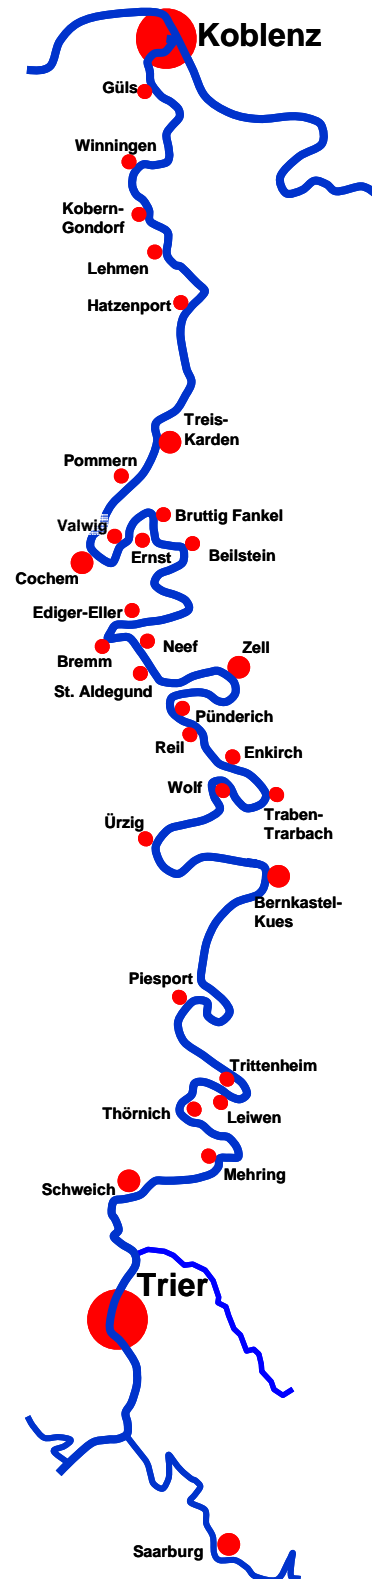 Koblenz
Güls
Winningen
Kobern-
Gondorf
Lehmen
Hatzenport
Treis-
Karden
Pommern
Bruttig Fankel
Valwig
Ernst
Beilstein
Cochem
Ediger-Eller
Neef
Zell
Bremm
St. Aldegund
Pünderich
Reil
Enkirch
Wolf
Traben-
Trarbach
Ürzig
Bernkastel-
Kues
Piesport
Trittenheim
Thörnich
Leiwen
Mehring
Schweich
Trier
Saarburg